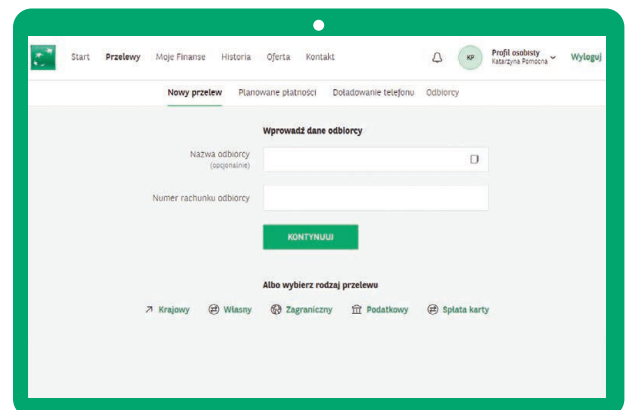 Start Przelewy Moje Finanse Historia Oferta Kontakt KP Profil osobisty Wyloguj
Katarzyna Pomocna
Nowy przelew Planowane płatności Doładowanie telefonu Odbiorcy
Wprowadź dane odbiorcy
Nazwa odbiorcy
(opcjonalnie)
Numer rachunku odbiorcy
KONTYNUUJ
Albo wybierz rodzaj przelewu
Krajowy Własny Zagraniczny Podatkowy Spłata karty